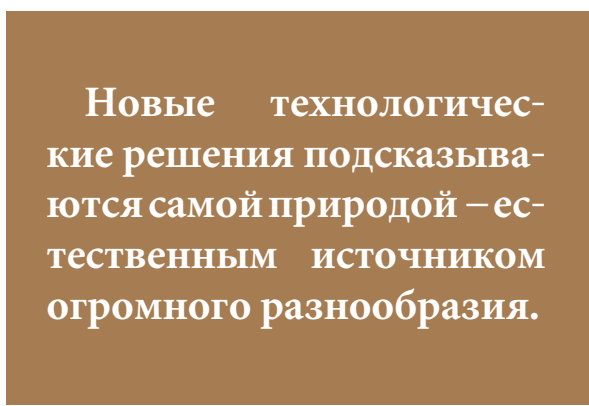 Новые технологичес-
кие решения подсказыва-
ются самой природой – ес-
тественным источником
огромного разнообразия.